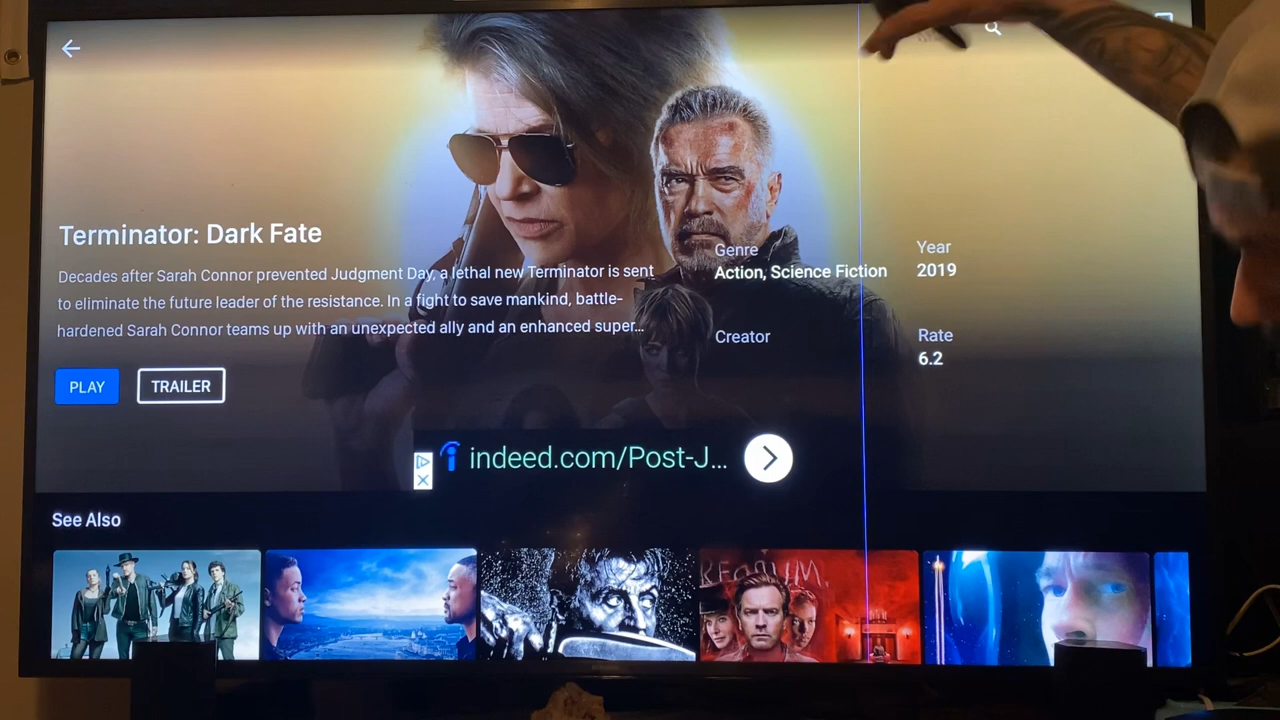 Terminator: Dark Fate
Decades after Sarah Connor prevented Judgment Day, a lethal new Terminator is sent
to eliminate the future leader of the resistance. In a fight to save mankind, battle-
hardened Sarah Connor teams up with an unexpected ally and an enhanced super...
Genre
Action, Science Fiction
Year
2019
Creator
Rate
6.2
PLAY
TRAILER
indeed.com/Post-J...
See Also
REDRUM